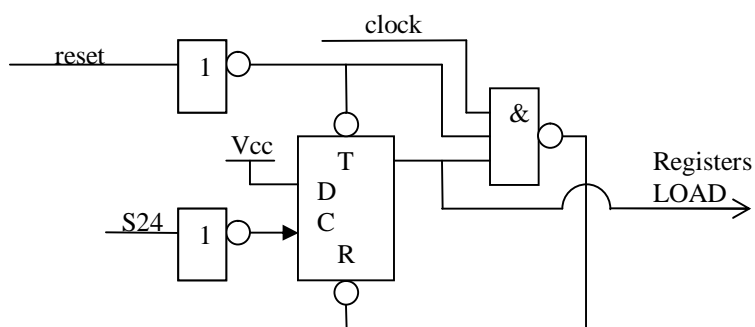 clock
reset
1
&
Vcc
T
D
C
R
Registers
LOAD
S24
1